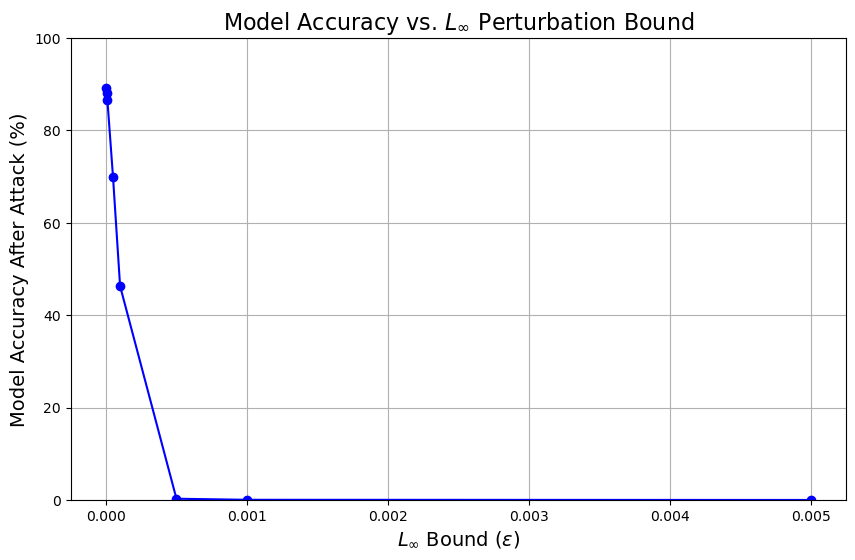 Model Accuracy vs. L∞ Perturbation Bound
Model Accuracy After Attack (%)
100
80
60
40
20
0
0.000 0.001 0.002 0.003 0.004 0.005
L∞ Bound (ε)